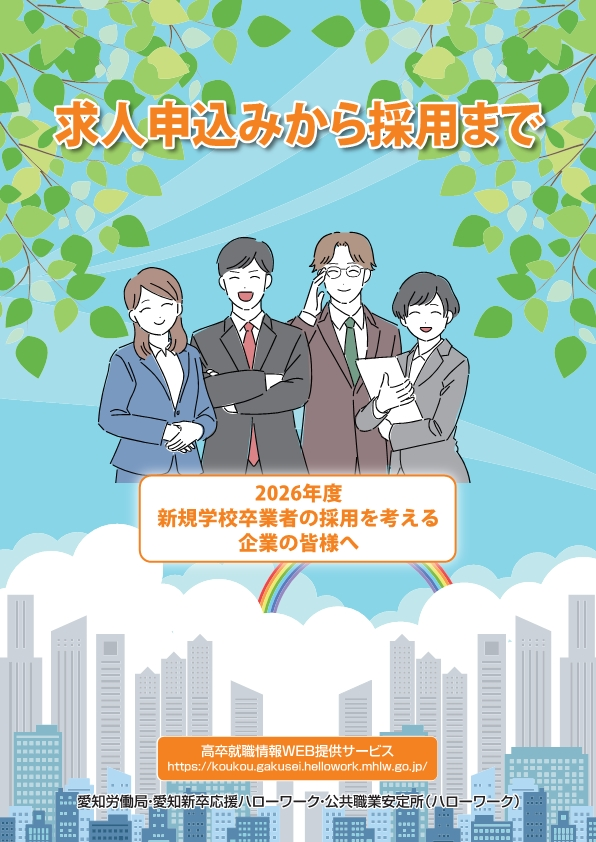 求人申込みから採用まで
2026年度
新規学校卒業者の採用を考える
企業の皆様へ
高卒就職情報WEB提供サービス
https://koukou.gakusei.hellowork.mhlw.go.jp/
愛知労働局・愛知新卒応援ハローワーク・公共職業安定所（ハローワーク）